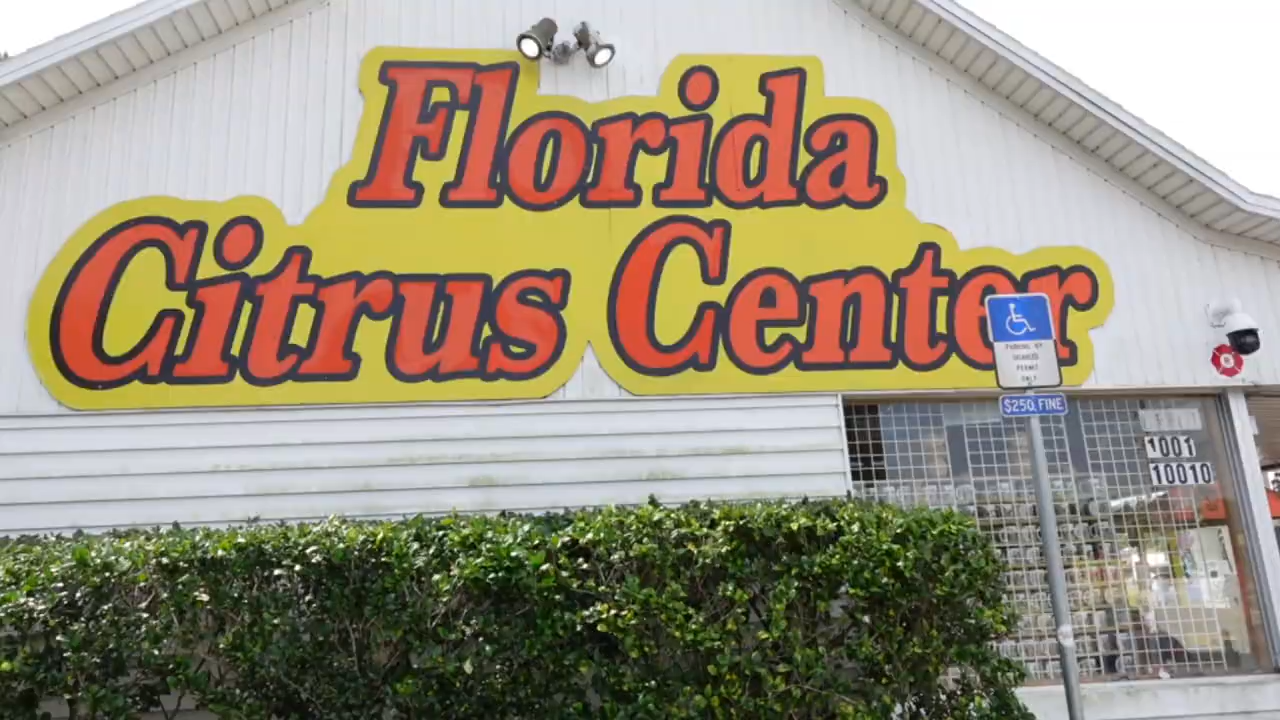 Florida
Citrus Center
PARKING BY
DISABLED
PERMIT
ONLY
$250 FINE
1001
10010